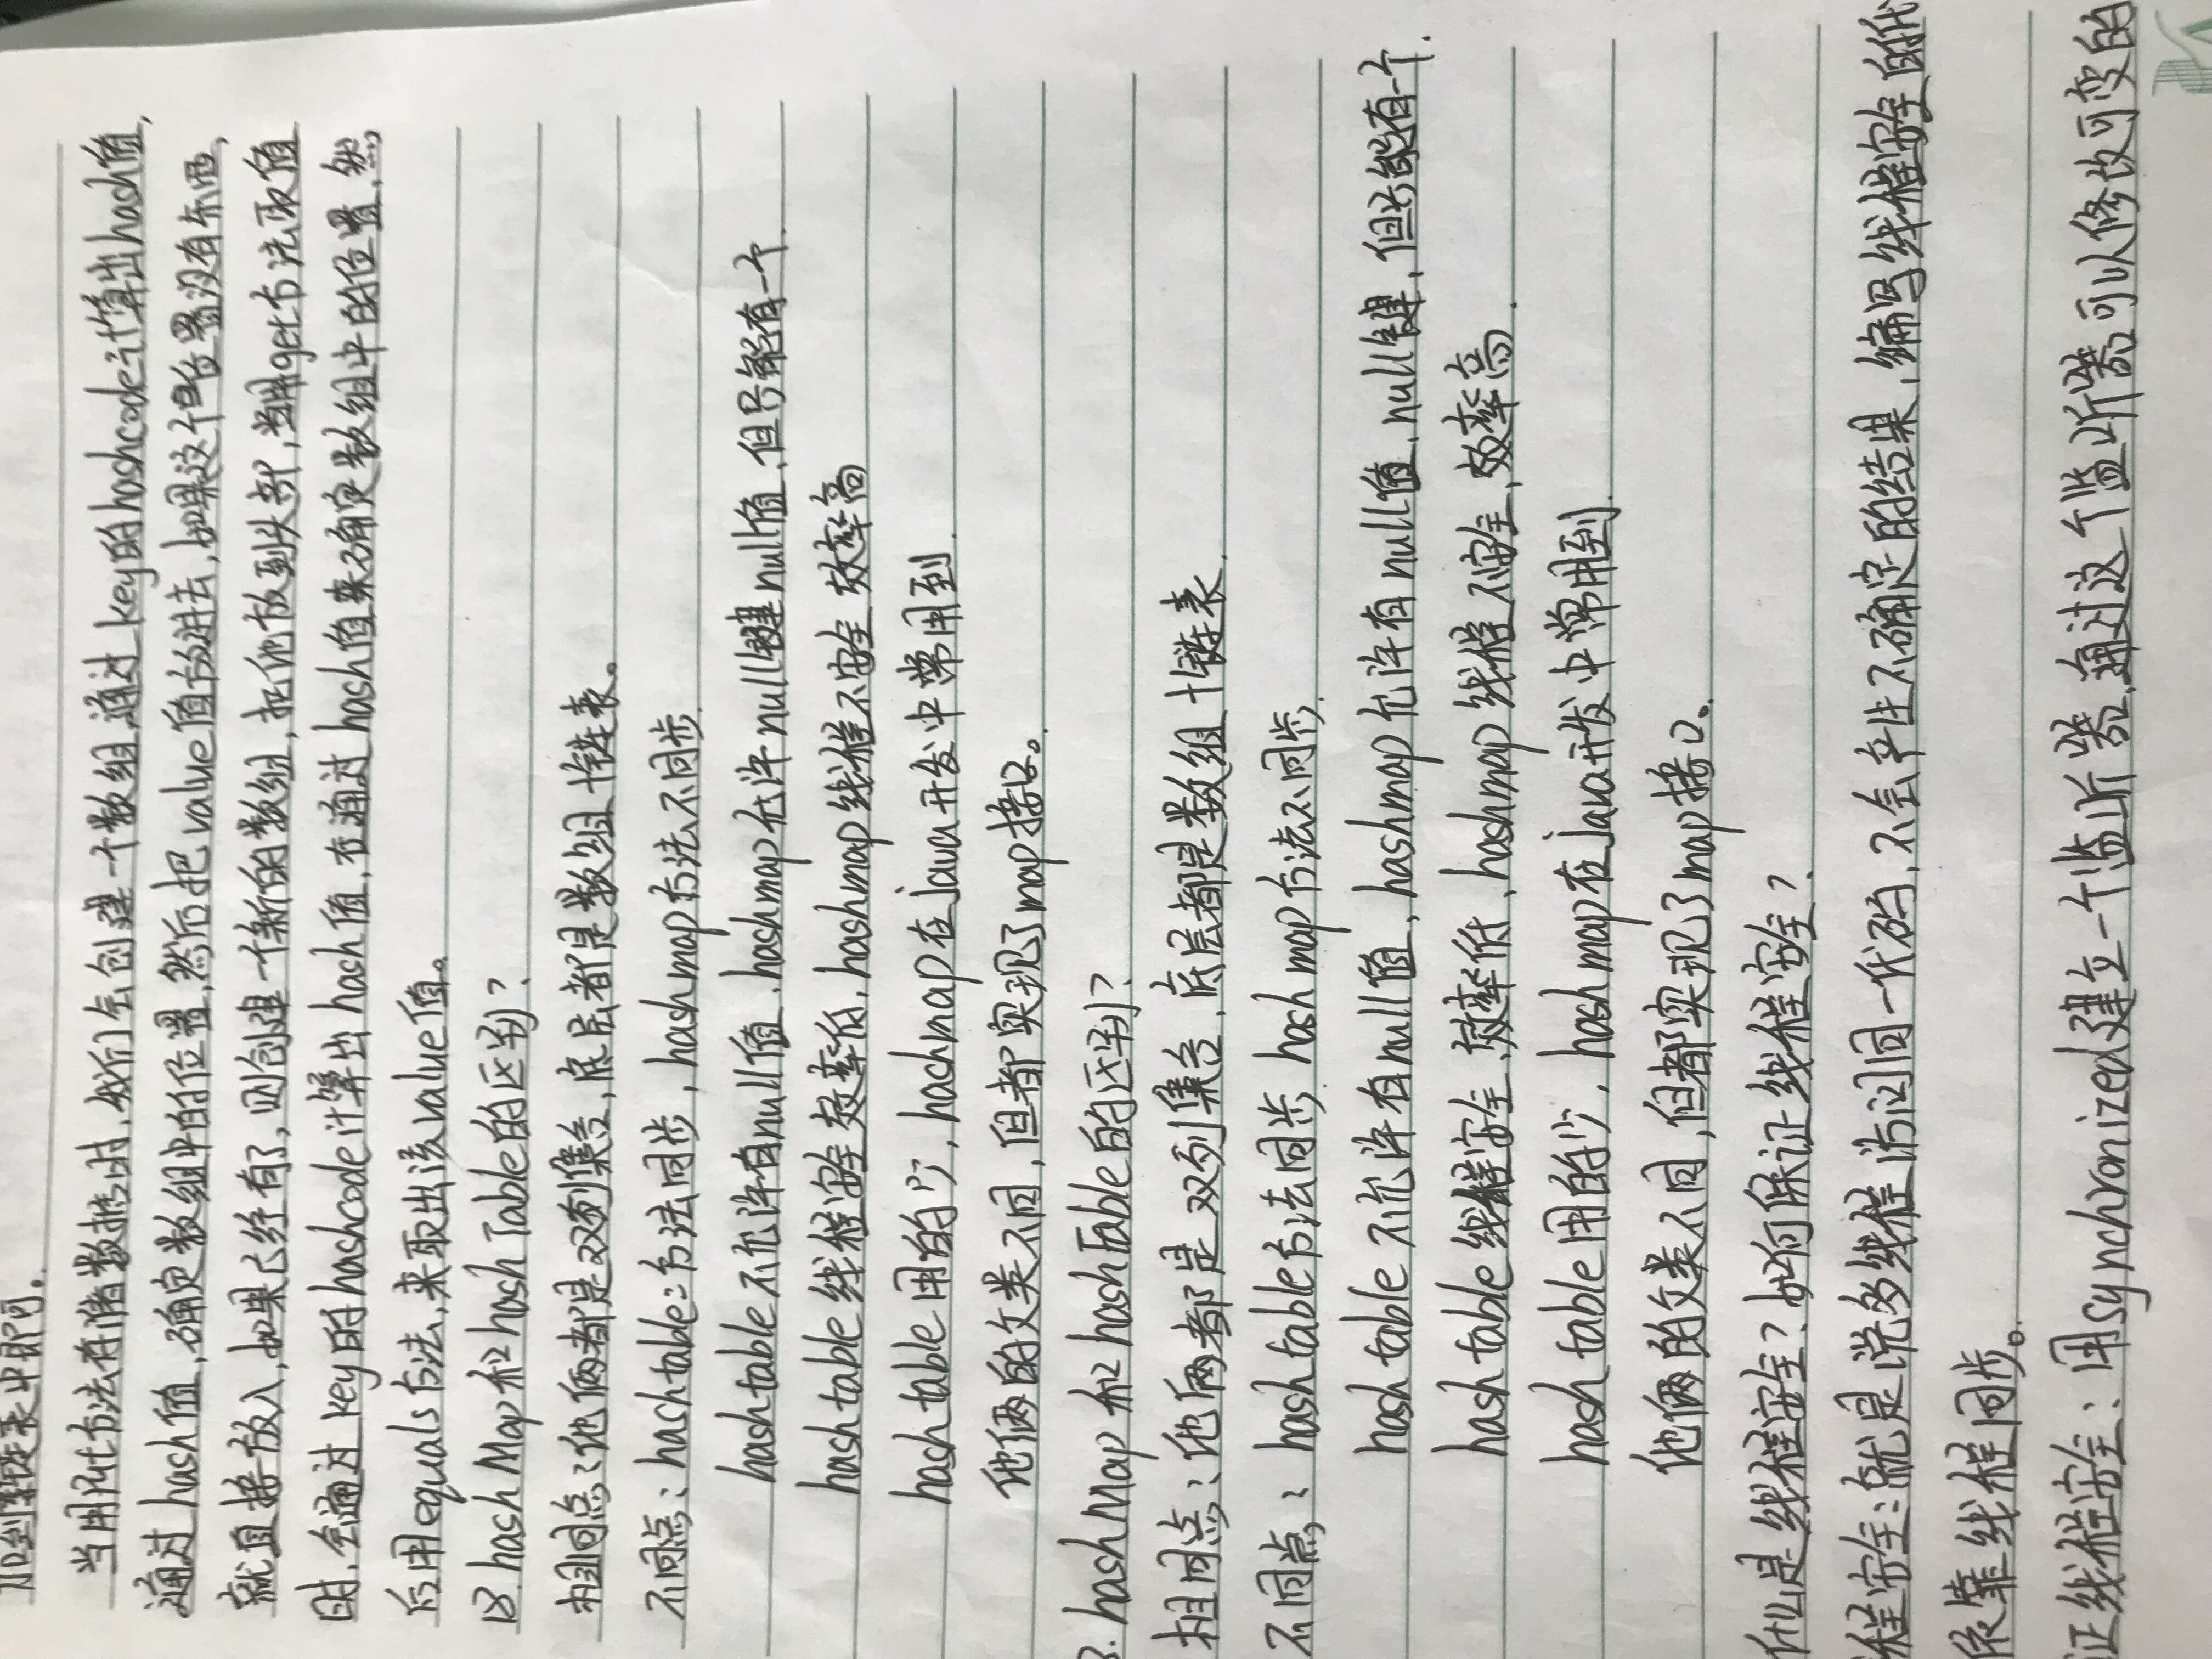 加到新链表中即可。
当用Put方法存储数据时,我们会创建一个数组,通过key的hashcode计算出hash值,
通过hash值,确定数组中的位置,然后把value值放进去,如果这个位置没有东西,
就直接放入,如果已经有了,则创建一个新的数组,把他放到头部,当用get方法取值
时,会通过key的hashcode计算出hash值,在通过hash值来确定数组中的位置,然
后用equals方法,来取出该value值。
18.hashMap和hashTable的区别?
相同点:他俩都是双列集合,底层都是数组+链表。
不同点:hashtable:方法同步,hashmap方法不同步.
hashtable不允许有null值.hashmap允许null键null值,但只能有一个.
hashtable线程安全效率低,hashmap线程不安全效率高
hashtable用的少,hashmap在java开发中常用到.
他俩的父类不同,但都实现了map接口。
3.hashMap和hashTable的区别?
相同点:他俩都是双列集合,底层都是数组+链表.
不同点:hashtable方法同步.hashmap方法不同步.
hashtable不允许有null值,hashmap允许有null值,null键,但只能有一个.
hashtable线程安全,效率低,hashmap线程不安全,效率高.
hashtable用的少,hashmap在java开发中常用到.
他俩的父类不同,但都实现了map接口。
什么是线程安全?如何保证线程安全?
程安全:就是说多线程访问同一代码,不会产生不确定的结果,编写线程安全的代
依靠线程同步。
证线程安全:用synchronized建立一个监听器,通过这个监听器可以修改可变的